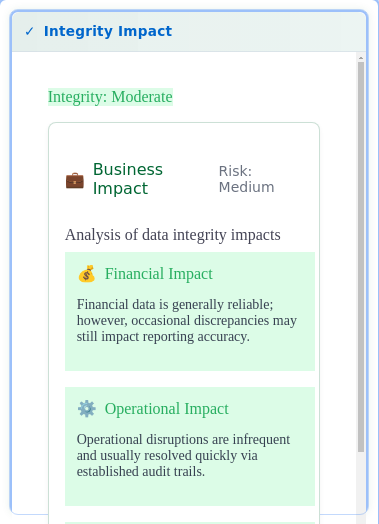 ✓ Integrity Impact
Integrity: Moderate
💼 Business
Impact
Risk:
Medium
Analysis of data integrity impacts
💰 Financial Impact
Financial data is generally reliable;
however, occasional discrepancies may
still impact reporting accuracy.
⚙️ Operational Impact
Operational disruptions are infrequent
and usually resolved quickly via
established audit trails.